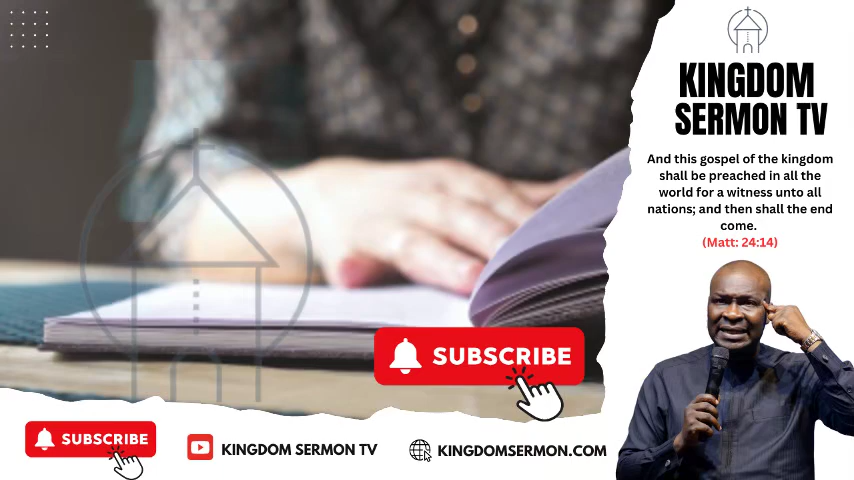 KINGDOM
SERMON TV
And this gospel of the kingdom
shall be preached in all the
world for a witness unto all
nations; and then shall the end
come.
(Matt: 24:14)
SUBSCRIBE
SUBSCRIBE
KINGDOM SERMON TV
KINGDOMSERMON.COM